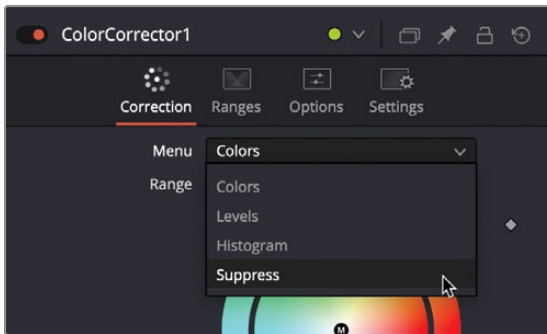 ColorCorrector1
Correction Ranges Options Settings
Menu Colors
Range
Colors
Levels
Histogram
Suppress
M